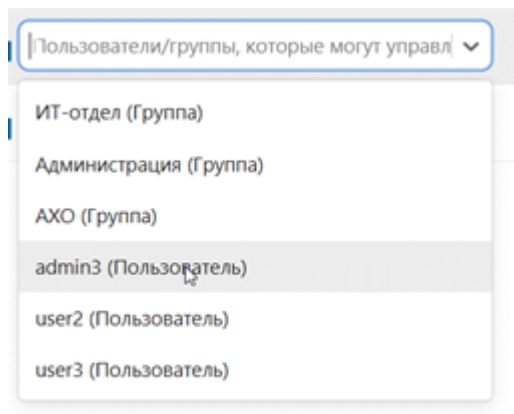 Пользователи/группы, которые могут управл
ИТ-отдел (Группа)
Администрация (Группа)
АХО (Группа)
admin3 (Пользователь)
user2 (Пользователь)
user3 (Пользователь)